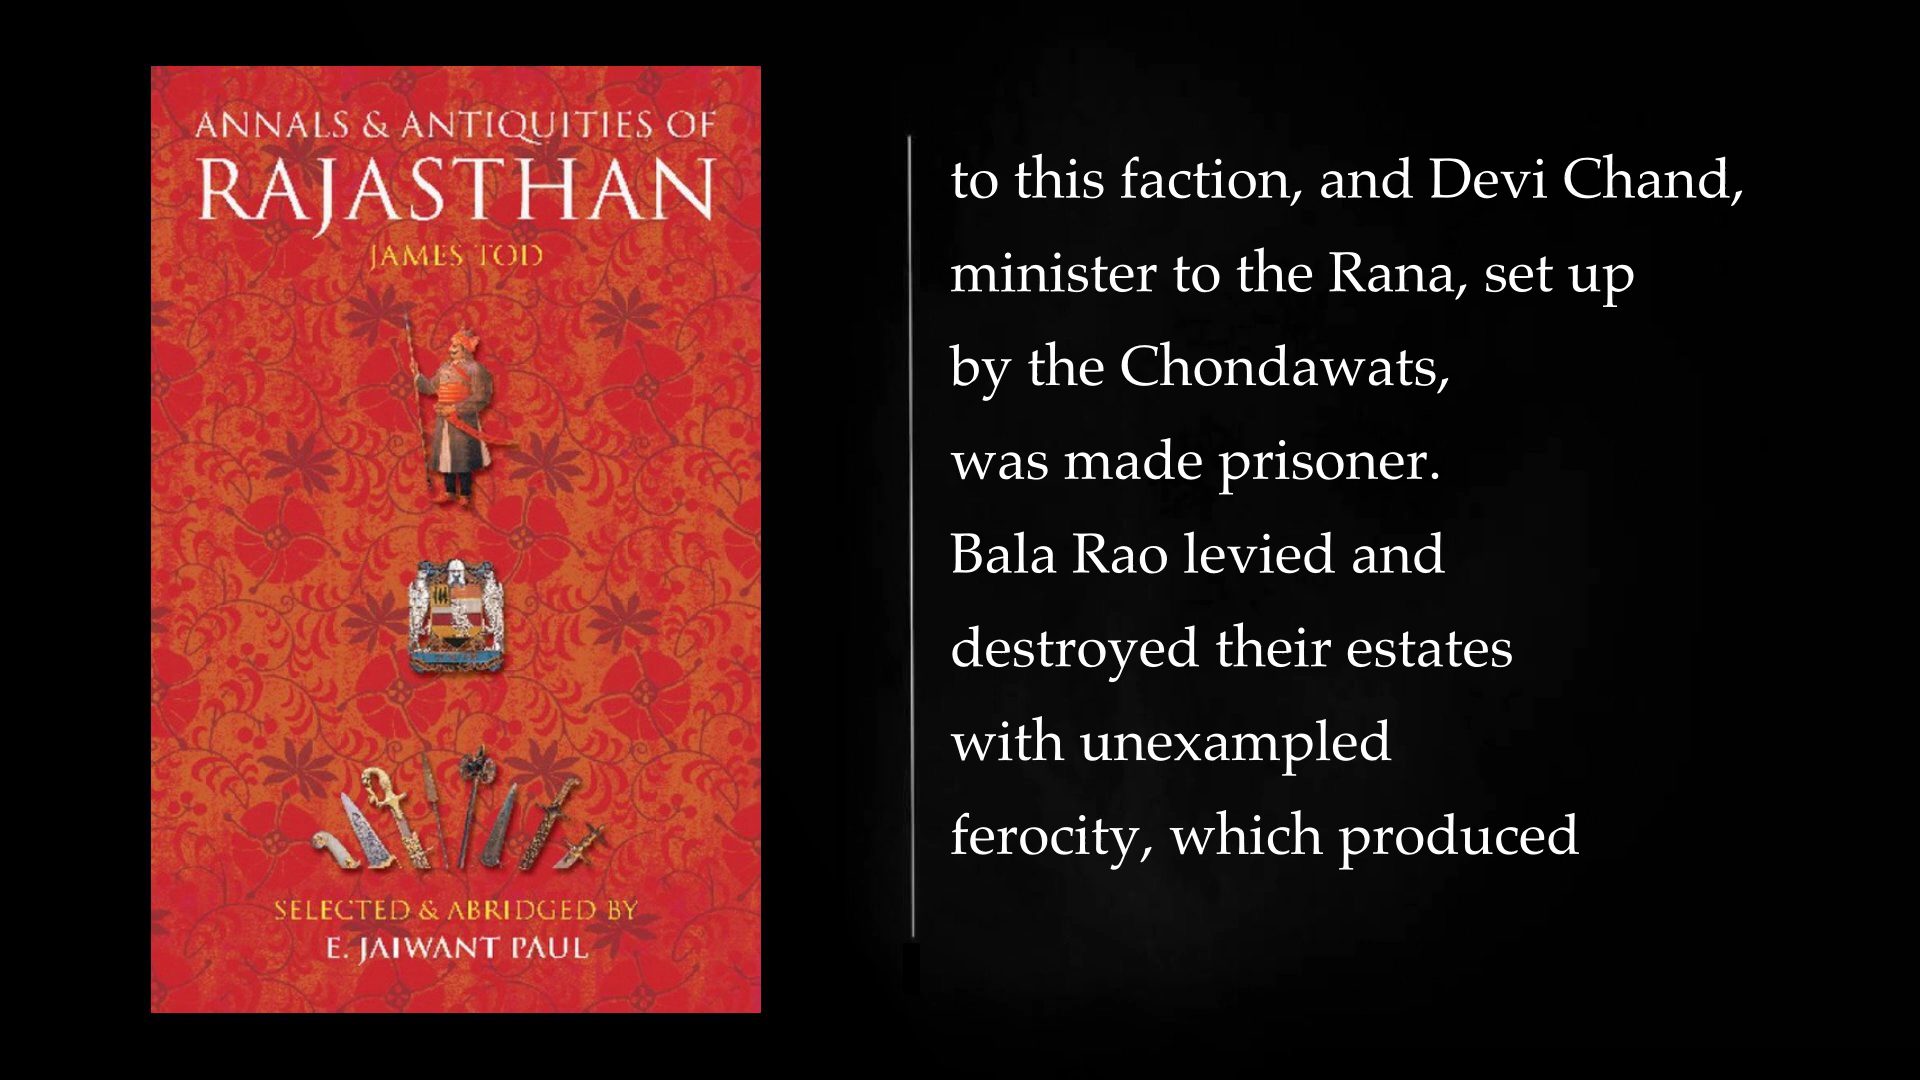 ANNALS & ANTIQUITIES OF
RAJASTHAN
JAMES TOD
SELECTED & ABRIDGED BY
E. JAIWANT PAUL
to this faction, and Devi Chand,
minister to the Rana, set up
by the Chondawats,
was made prisoner.
Bala Rao levied and
destroyed their estates
with unexampled
ferocity, which produced